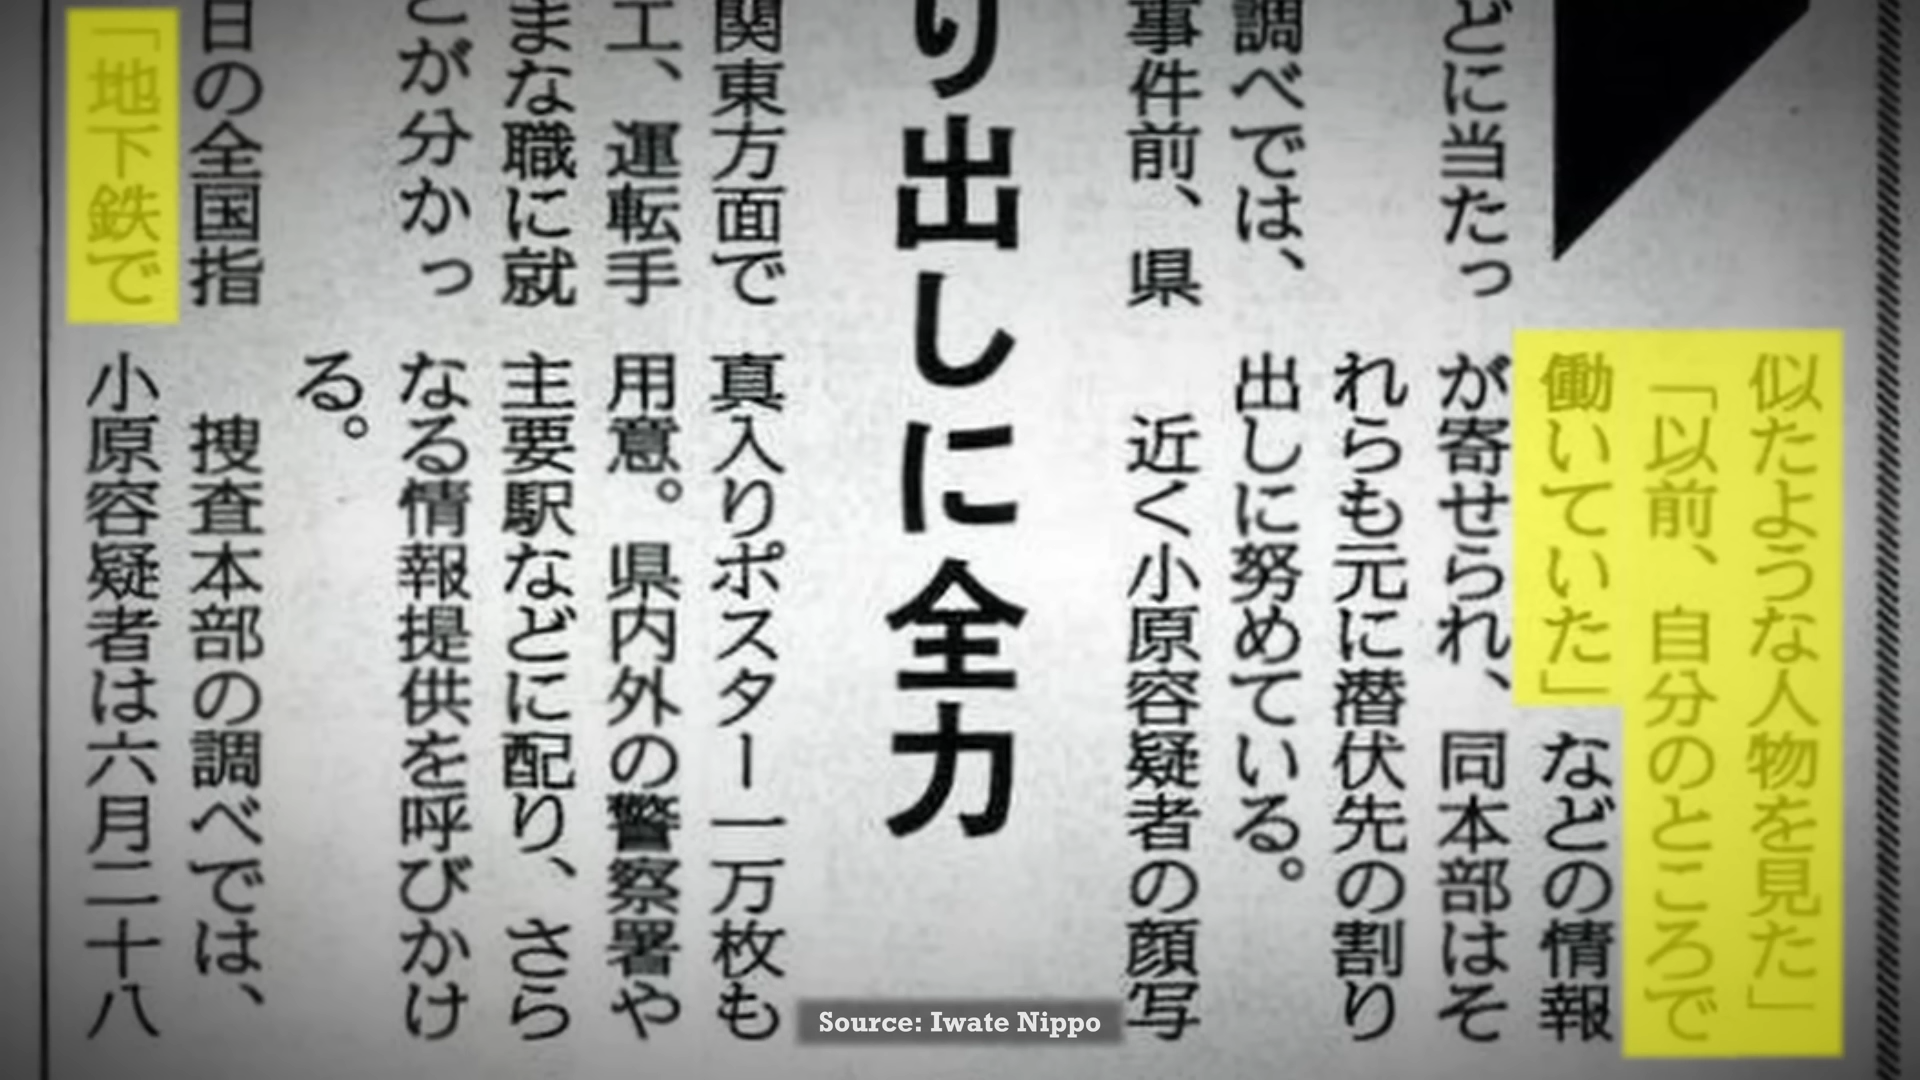 どに当たっ
調べでは、
事件前、県
り出しに全力
関東方面で
工、運転手
まな職に就
とが分かっ
日の全国指
「地下鉄で
似たような人物を見た」
「以前、自分のところで
働いていた」などの情報
が寄せられ、同本部はそ
れらも元に潜伏先の割り
出しに努めている。
近く小原容疑者の顔写
真入りポスター一万枚も
用意。県内外の警察署や
主要駅などに配り、さら
なる情報提供を呼びかけ
る。
捜査本部の調べでは、
小原容疑者は六月二十八
Source: Iwate Nippo